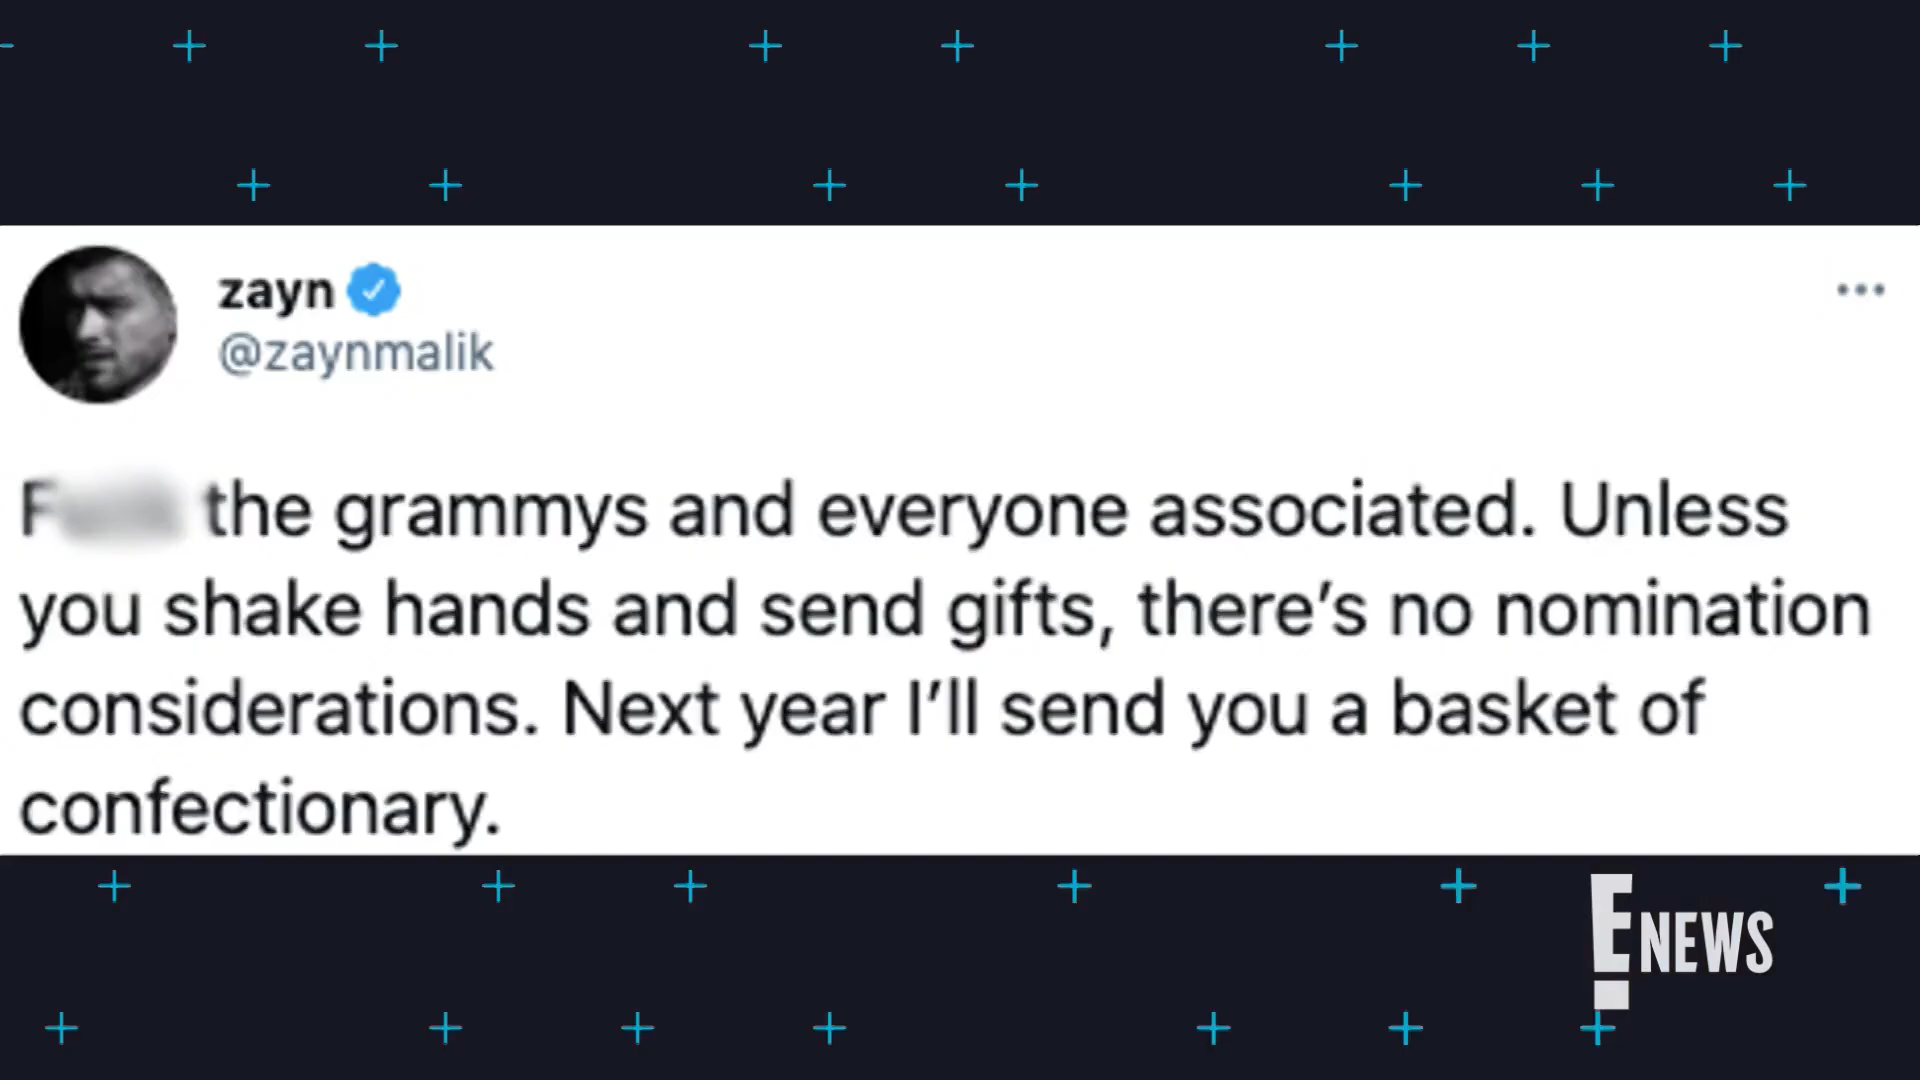 zayn
@zaynmalik
F the grammys and everyone associated. Unless
you shake hands and send gifts, there’s no nomination
considerations. Next year I’ll send you a basket of
confectionary.
E! NEWS